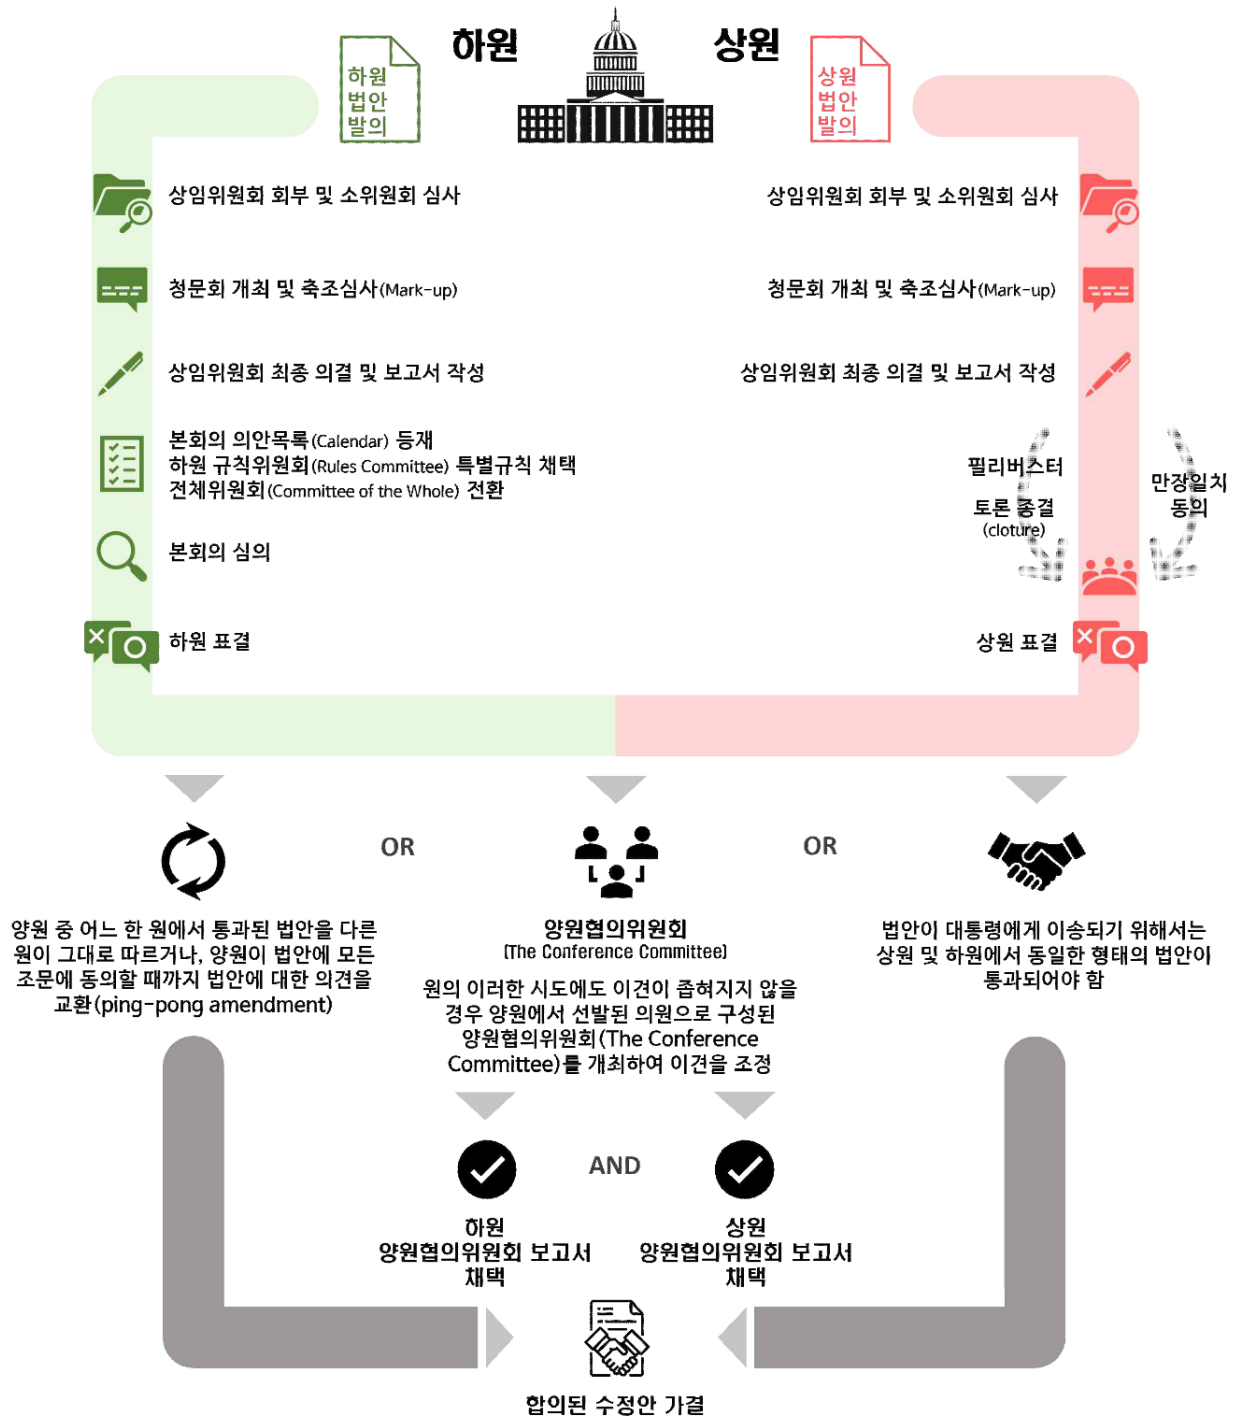 하원
상원
하원
법안
발의
상원
법안
발의
상임위원회 회부 및 소위원회 심사
청문회 개최 및 축조심사(Mark-up)
상임위원회 최종 의결 및 보고서 작성
본회의 의안목록(Calendar) 등재
하원 규칙위원회(Rules Committee) 특별규칙 채택
전체위원회(Committee of the Whole) 전환
본회의 심의
하원 표결
상임위원회 회부 및 소위원회 심사
청문회 개최 및 축조심사(Mark-up)
상임위원회 최종 의결 및 보고서 작성
필리버스터
토론 종결
(cloture)
만장일치
동의
상원 표결
양원 중 어느 한 원에서 통과된 법안을 다른
원이 그대로 따르거나, 양원이 법안에 모든
조문에 동의할 때까지 법안에 대한 의견을
교환(ping-pong amendment)
OR
양원협의위원회
(The Conference Committee)
원의 이러한 시도에도 이견이 좁혀지지 않을
경우 양원에서 선발된 의원으로 구성된
양원협의위원회(The Conference
Committee)를 개최하여 이견을 조정
OR
법안이 대통령에게 이송되기 위해서는
상원 및 하원에서 동일한 형태의 법안이
통과되어야 함
하원
양원협의위원회 보고서
채택
AND
상원
양원협의위원회 보고서
채택
합의된 수정안 가결